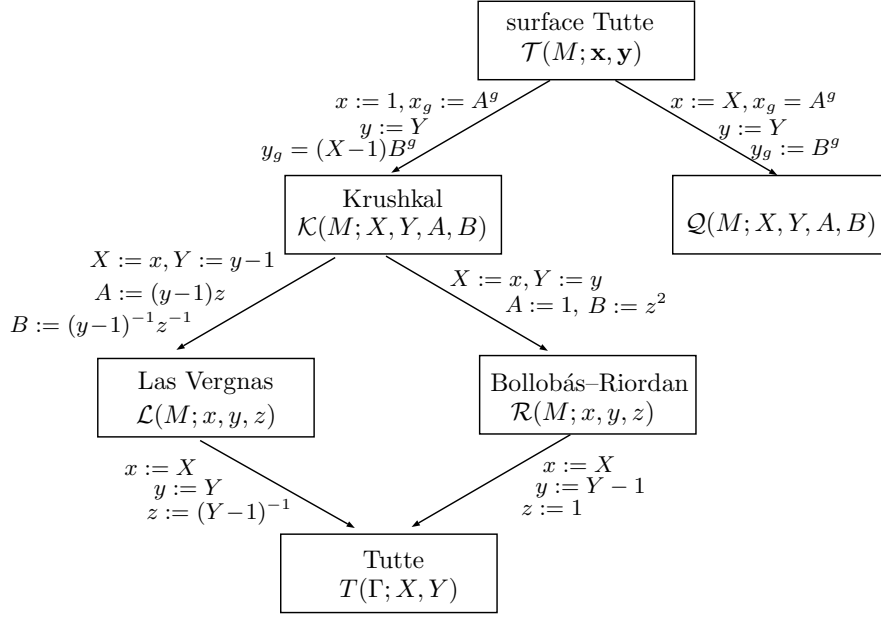 surface Tutte
𝒯(M; 𝐱, 𝐲)
x := 1, x_g := A^g
y := Y
y_g = (X−1)B^g
x := X, x_g = A^g
y := Y
y_g := B^g
Krushkal
𝒦(M; X, Y, A, B)
𝒬(M; X, Y, A, B)
X := x, Y := y−1
A := (y−1)z
B := (y−1)^{−1}z^{−1}
X := x, Y := y
A := 1, B := z^2
Las Vergnas
ℒ(M; x, y, z)
Bollobás–Riordan
ℛ(M; x, y, z)
x := X
y := Y
z := (Y−1)^{−1}
x := X
y := Y − 1
z := 1
Tutte
T(Γ; X, Y)